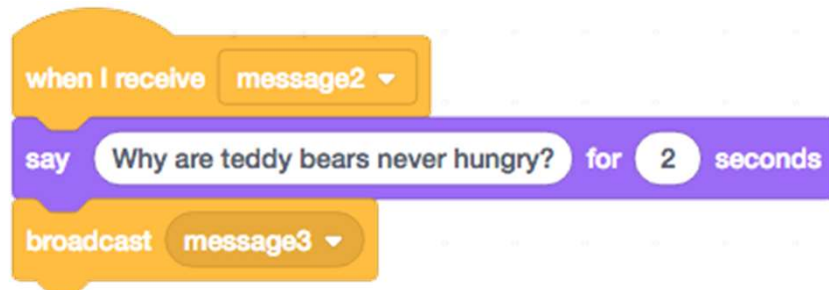 when I receive message2
say Why are teddy bears never hungry? for 2 seconds
broadcast message3